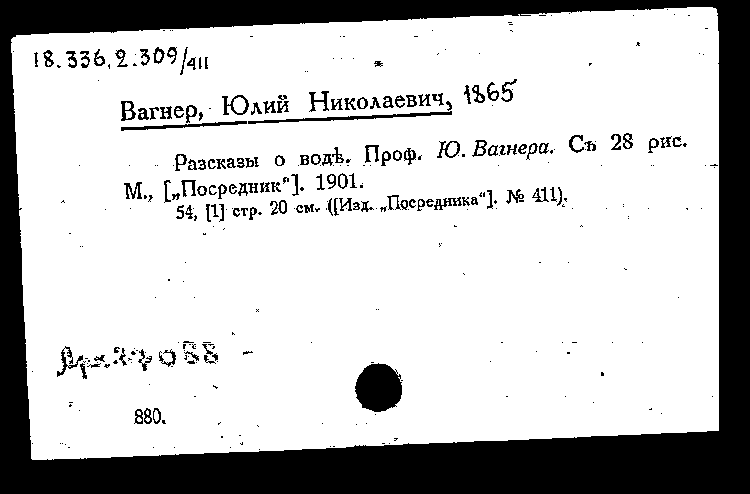 18.336.2.309/411
Вагнер, Юлий Николаевич, 1865
Разсказы о водѣ. Проф. Ю. Вагнера. Съ 28 рис.
М., [„Посредник“]. 1901.
54, [1] стр. 20 см. ([Изд. „Посредника“]. № 411).
088
880.